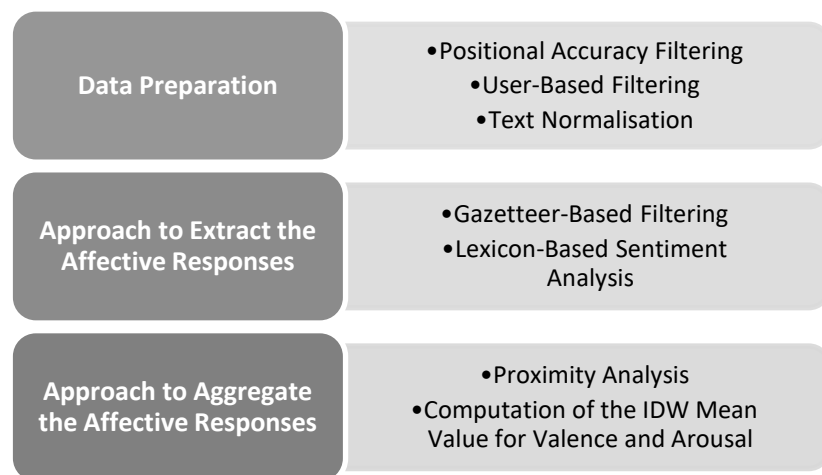 Data Preparation
•Positional Accuracy Filtering
•User-Based Filtering
•Text Normalisation
Approach to Extract the
Affective Responses
•Gazetteer-Based Filtering
•Lexicon-Based Sentiment
Analysis
Approach to Aggregate
the Affective Responses
•Proximity Analysis
•Computation of the IDW Mean
Value for Valence and Arousal